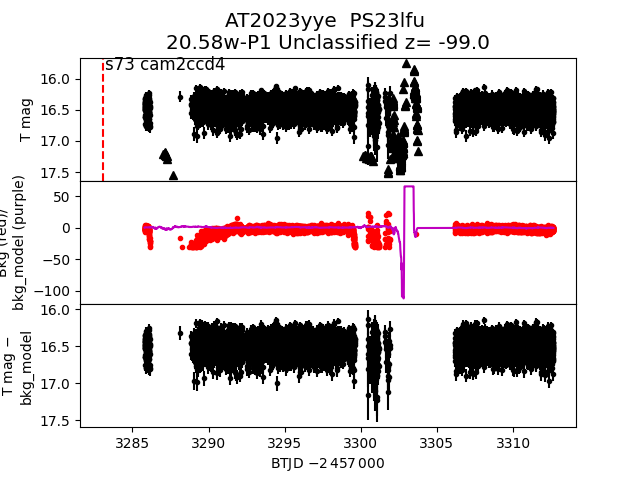 AT2023yye  PS23lfu
20.58w-P1 Unclassified z= -99.0
s73 cam2ccd4
16.0
16.5
17.0
17.5
T mag
50
0
−50
−100
Bkg (red)/
bkg_model (purple)
16.0
16.5
17.0
17.5
T mag −
bkg_model
3285 3290 3295 3300 3305 3310
BTJD −2 457 000